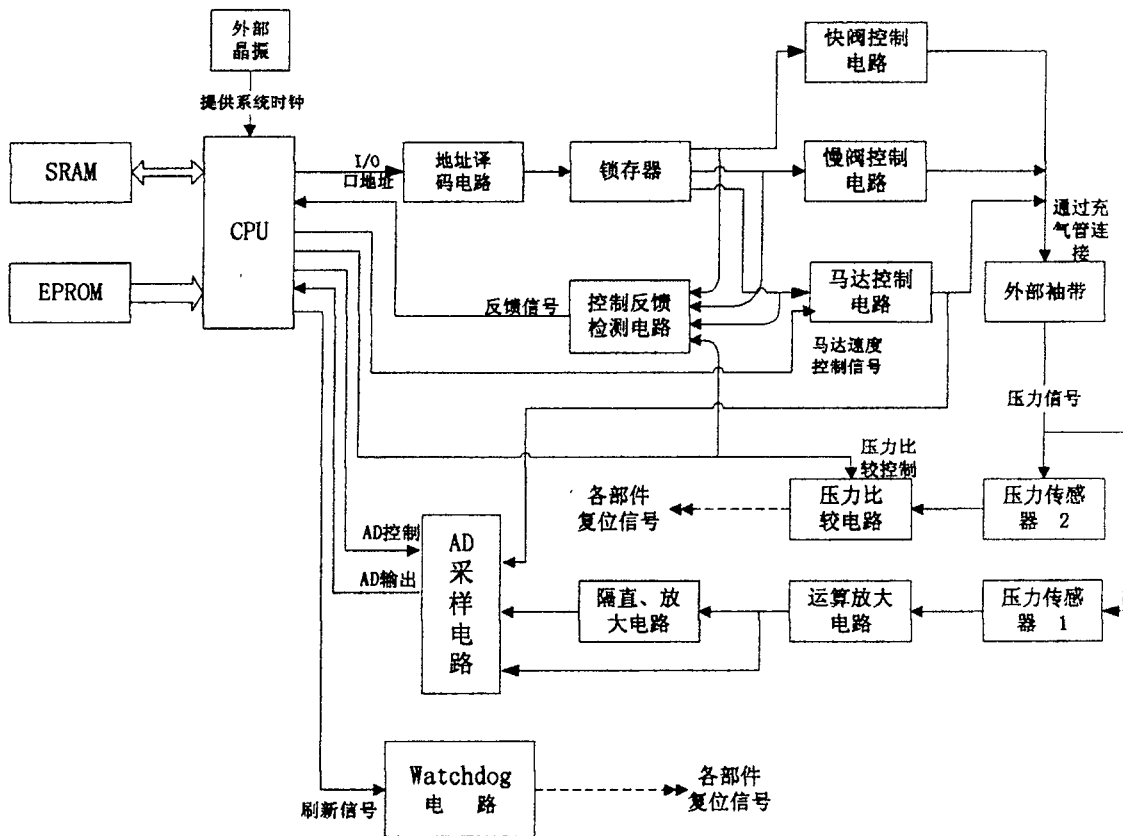 外部
晶振
提供系统时钟
SRAM
EPROM
CPU
I/O
口地址
地址译
码电路
锁存器
快阀控制
电路
慢阀控制
电路
通过充
气管连
接
反馈信号
控制反馈
检测电路
马达控制
电路
外部袖带
马达速度
控制信号
压力信号
压力比
较控制
各部件
复位信号
压力比
较电路
压力传感
器 2
AD控制
AD输出
AD
采
样
电
路
隔直、放
大电路
运算放大
电路
压力传感
器 1
Watchdog
电 路
刷新信号
各部件
复位信号